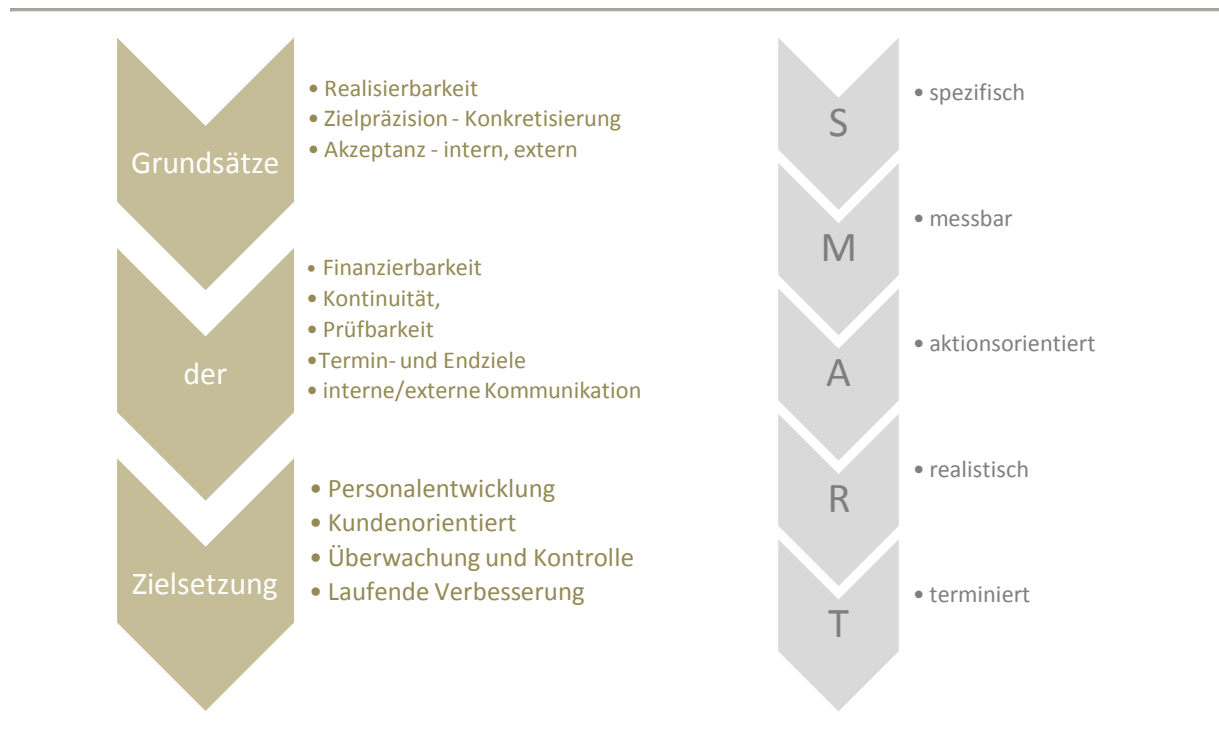 Grundsätze
• Realisierbarkeit
• Zielpräzision - Konkretisierung
• Akzeptanz - intern, extern
der
• Finanzierbarkeit
• Kontinuität,
• Prüfbarkeit
•Termin- und Endziele
• interne/externe Kommunikation
Zielsetzung
• Personalentwicklung
• Kundenorientiert
• Überwachung und Kontrolle
• Laufende Verbesserung
S
• spezifisch
M
• messbar
A
• aktionsorientiert
R
• realistisch
T
• terminiert